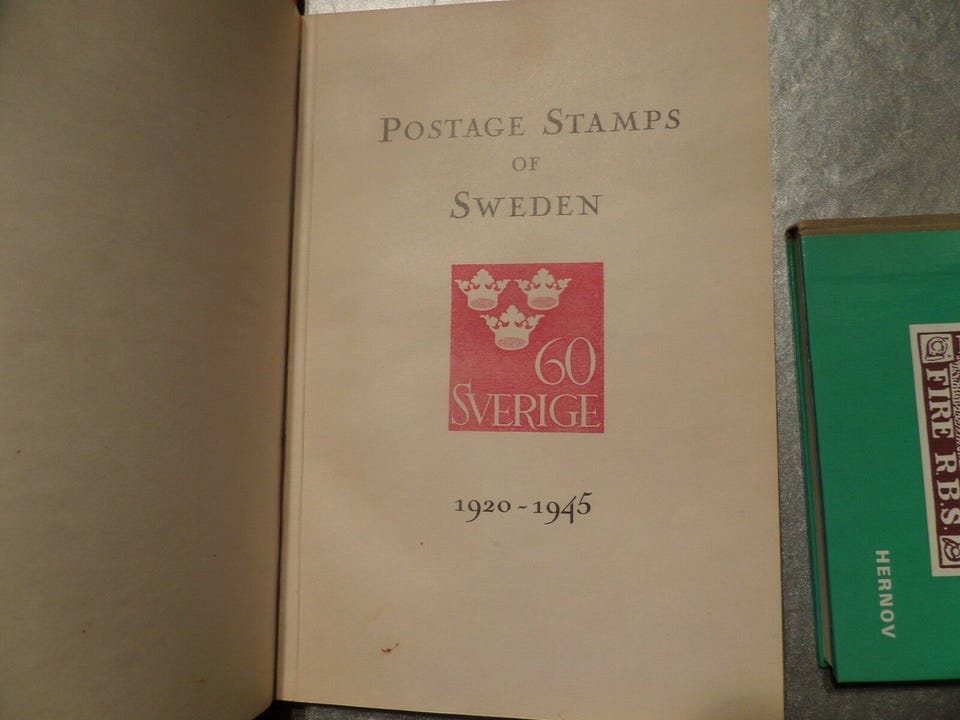 POSTAGE STAMPS
OF
SWEDEN
60
SVERIGE
1920-1945
FIRE R.B.S.
HERNOV